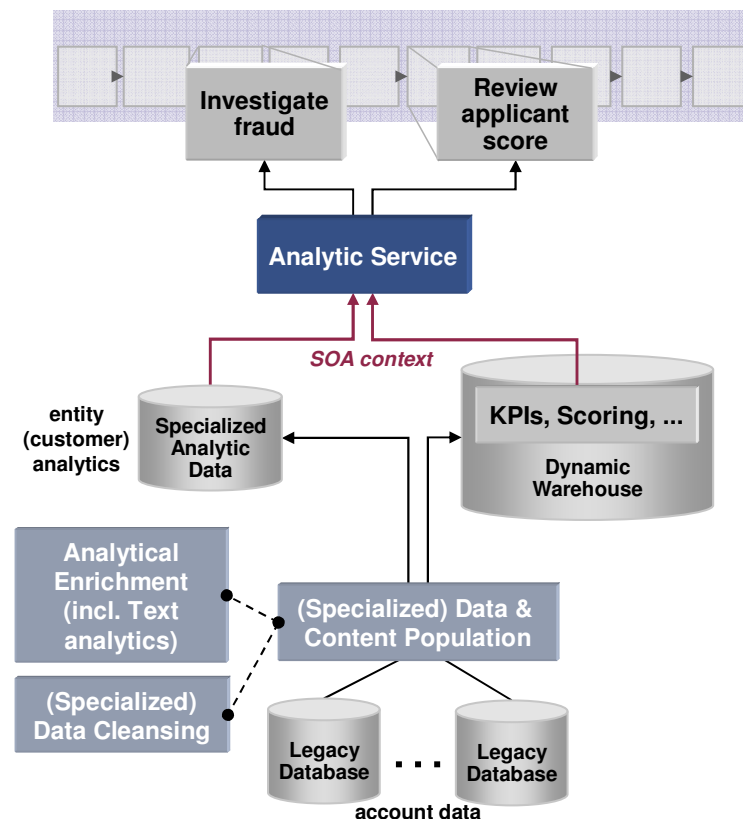 Investigate
fraud
Review
applicant
score
Analytic Service
SOA context
entity
(customer)
analytics
Specialized
Analytic
Data
KPIs, Scoring, ...
Dynamic
Warehouse
Analytical
Enrichment
(incl. Text
analytics)
(Specialized) Data &
Content Population
(Specialized)
Data Cleansing
Legacy
Database
. . .
Legacy
Database
account data